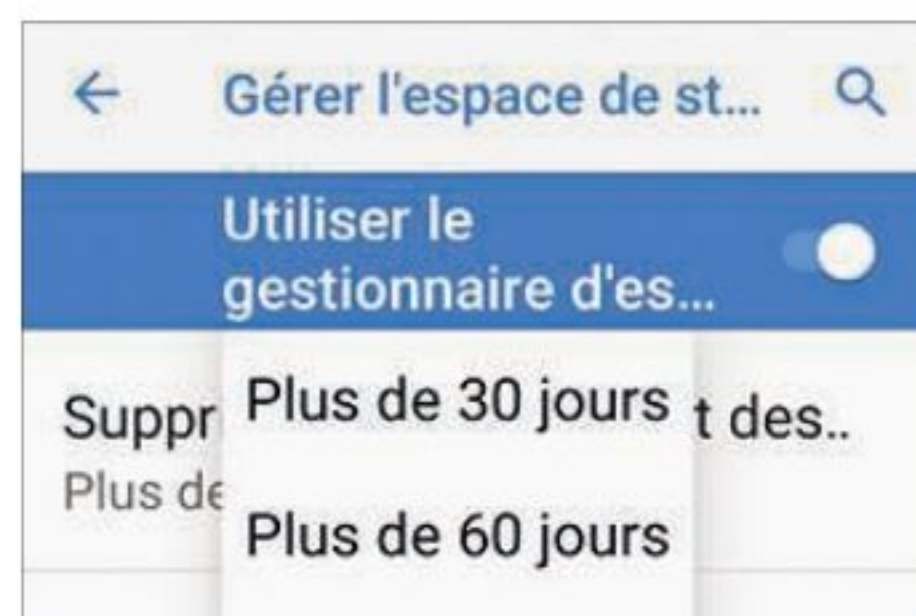 Gérer l'espace de st...
Utiliser le
gestionnaire d'es...
Plus de 30 jours
Suppr t des..
Plus de
Plus de 60 jours